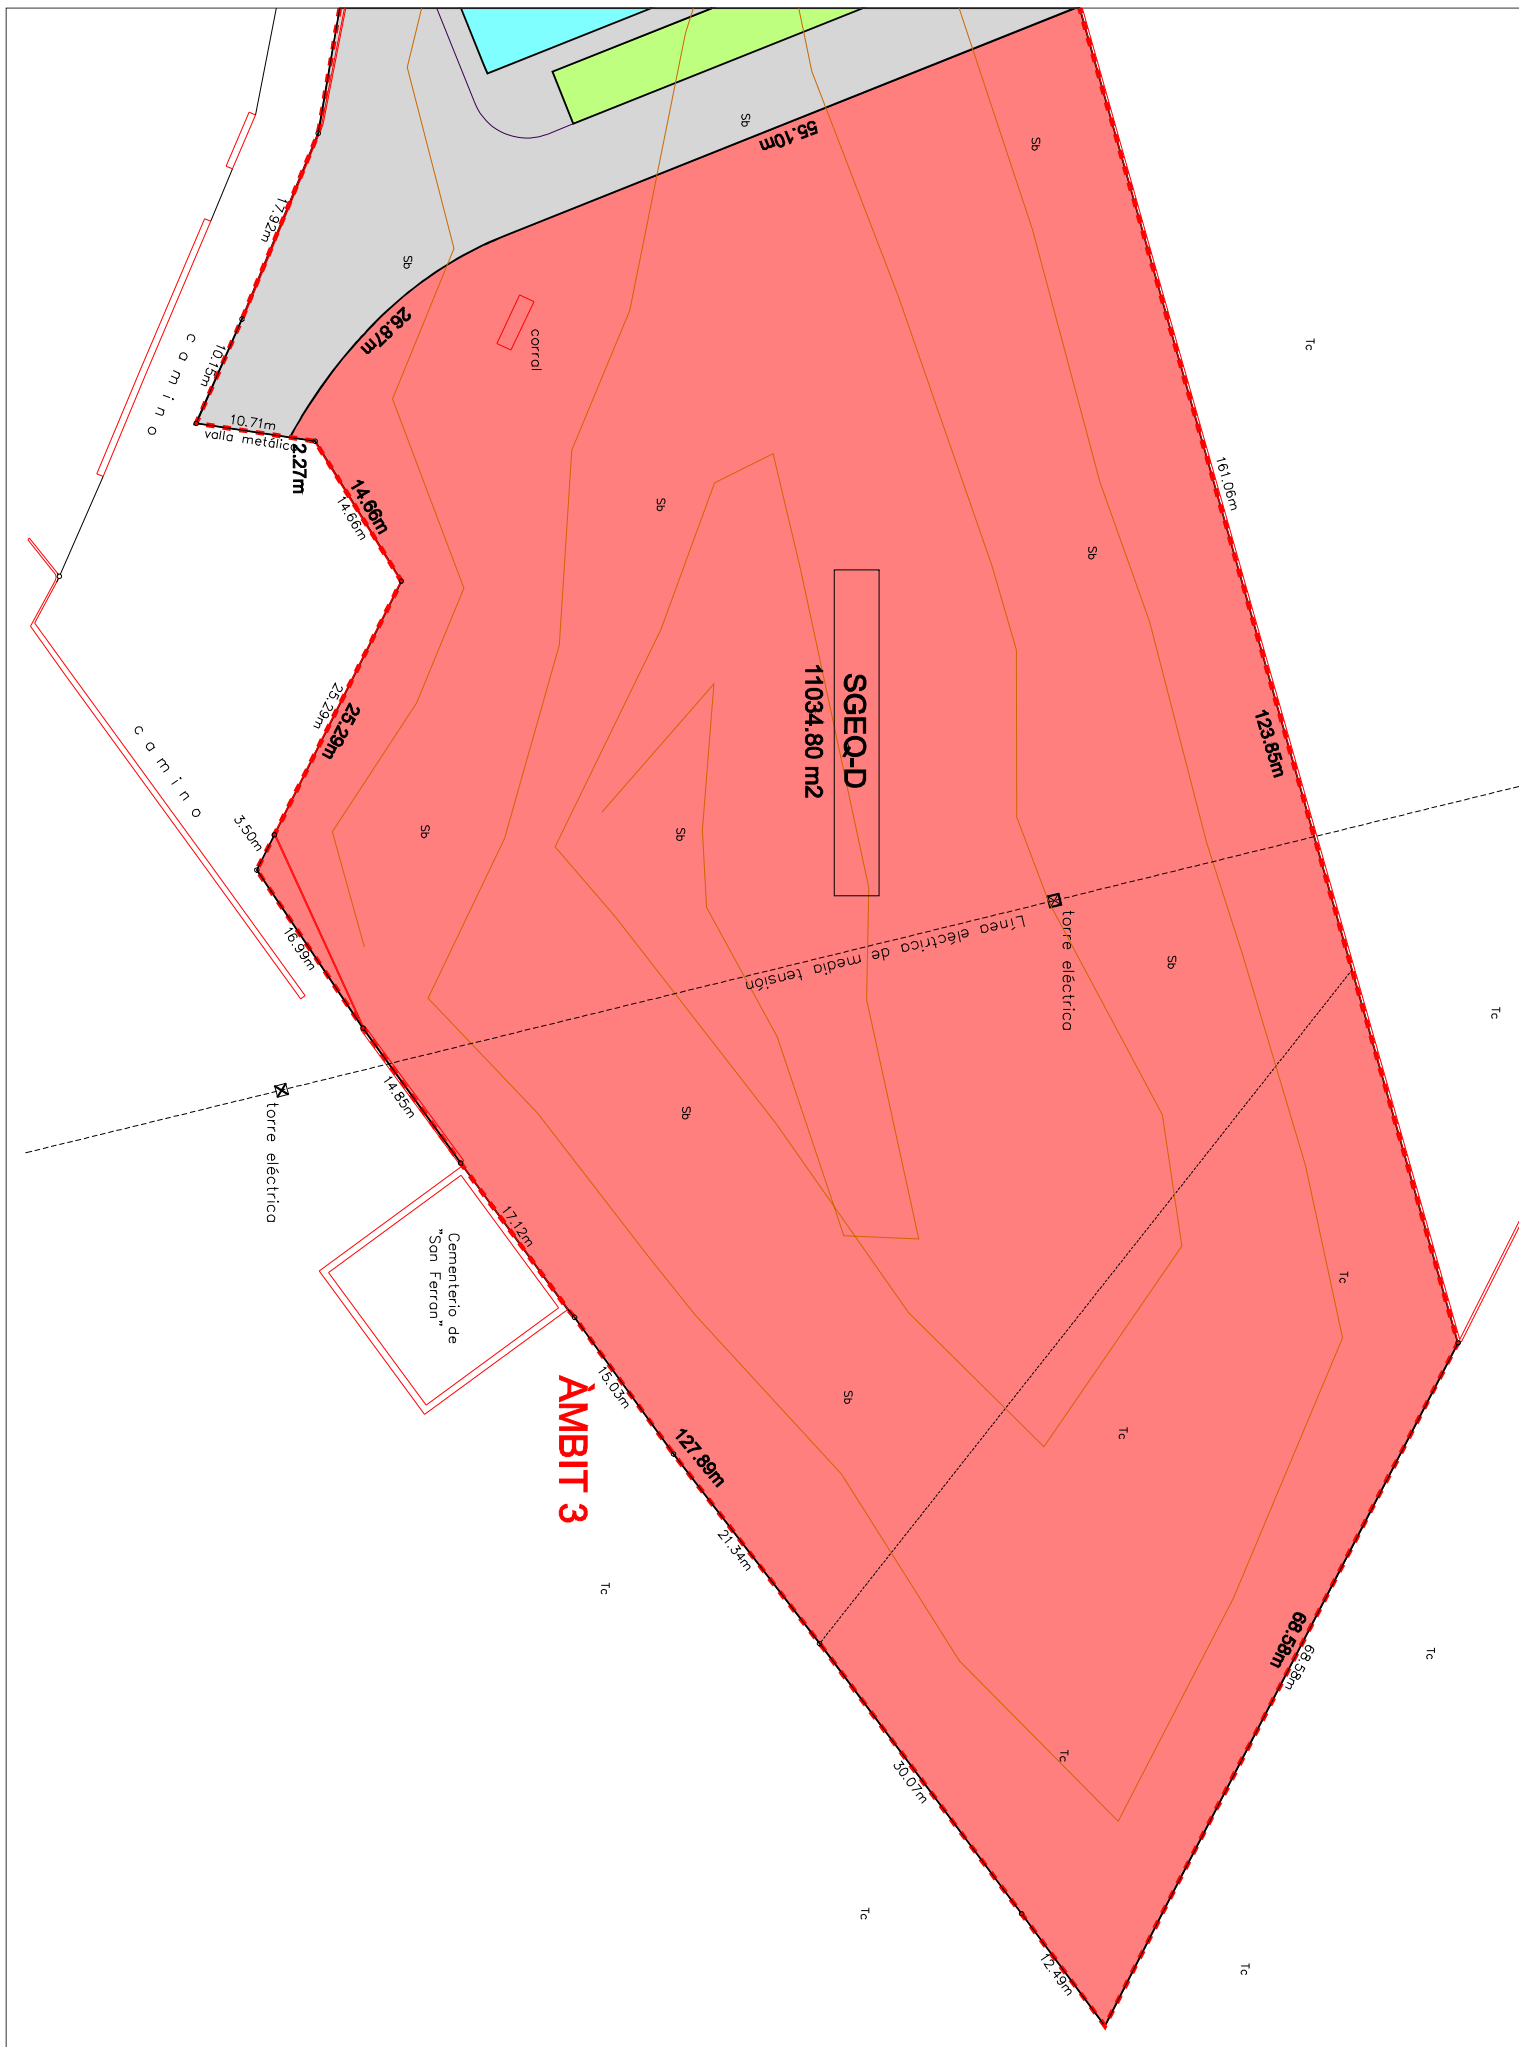 Sb
55.10m
Sb
17.92m
Sb
26.87m
corral
camino
10.15m
Tc
10.71m
valla metálica
2.27m
14.66m
14.66m
Sb
161.06m
Sb
SGEQ-D
11034.80 m2
25.29m
25.29m
123.85m
camino
3.50m
Sb
Sb
16.99m
Línea eléctrica de media tensión
torre eléctrica
Sb
Tc
14.85m
torre eléctrica
Sb
17.12m
Cementerio de
"San Ferran"
Tc
15.03m
ÀMBIT 3
Sb
Tc
127.89m
21.34m
Tc
68.58m
68.58m
Tc
Tc
30.07m
Tc
12.49m
Tc